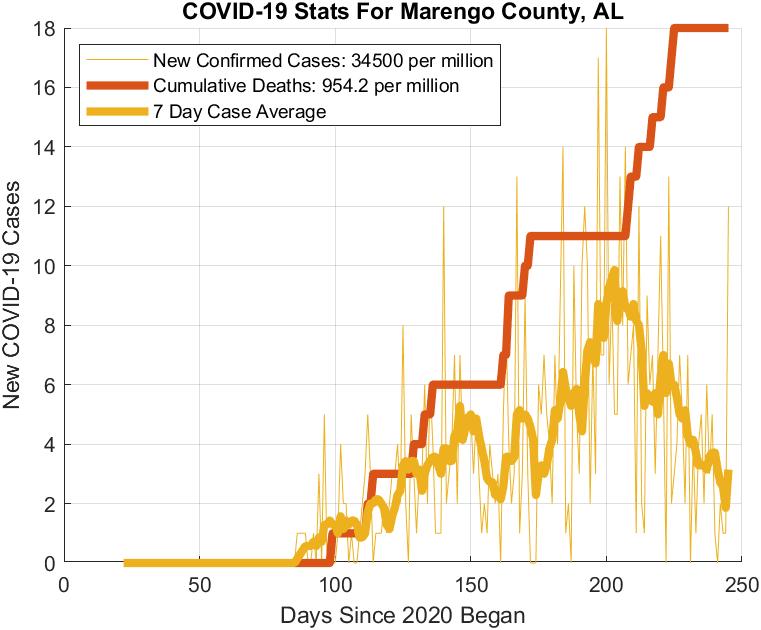 COVID-19 Stats For Marengo County, AL
New Confirmed Cases: 34500 per million
Cumulative Deaths: 954.2 per million
7 Day Case Average
New COVID-19 Cases
18
16
14
12
10
8
6
4
2
0
0 50 100 150 200 250
Days Since 2020 Began